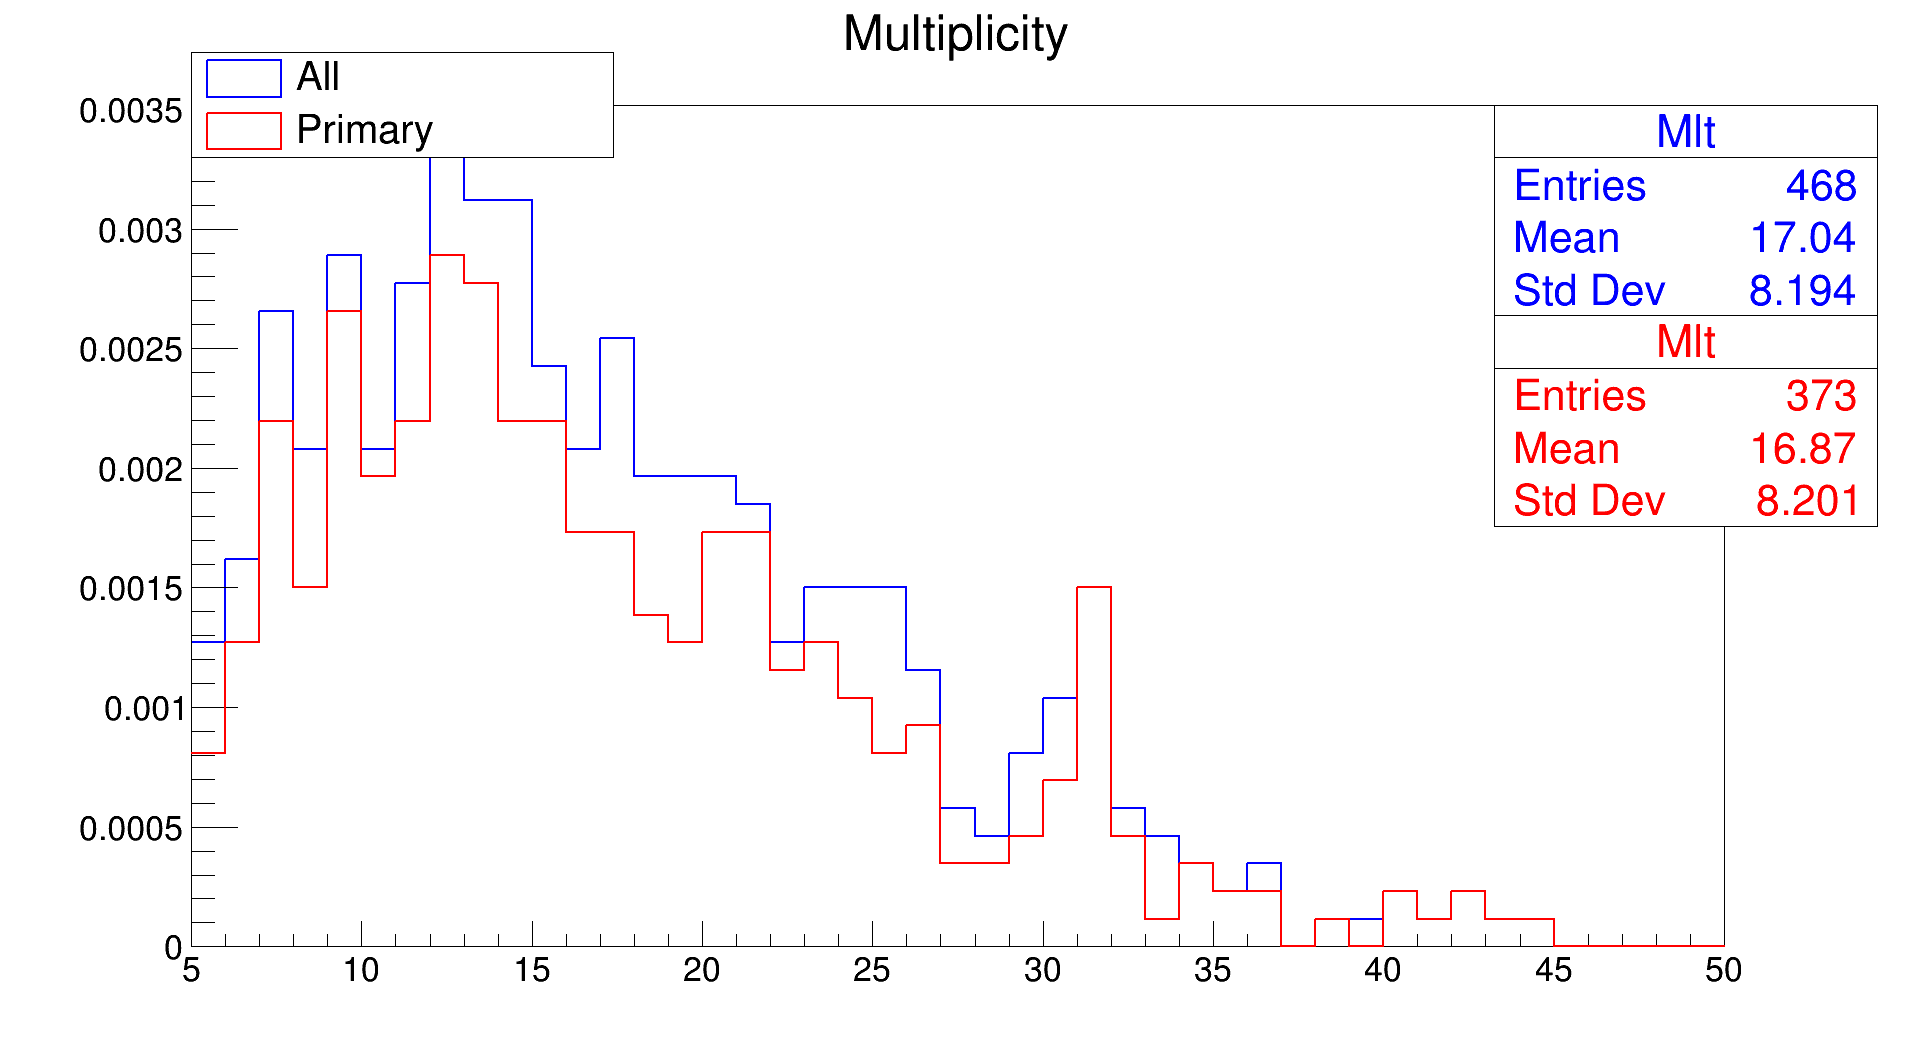 Multiplicity
All
Primary
0.0035
0.003
0.0025
0.002
0.0015
0.001
0.0005
0
5 10 15 20 25 30 35 40 45 50
Mlt
Entries 468
Mean 17.04
Std Dev 8.194
Mlt
Entries 373
Mean 16.87
Std Dev 8.201